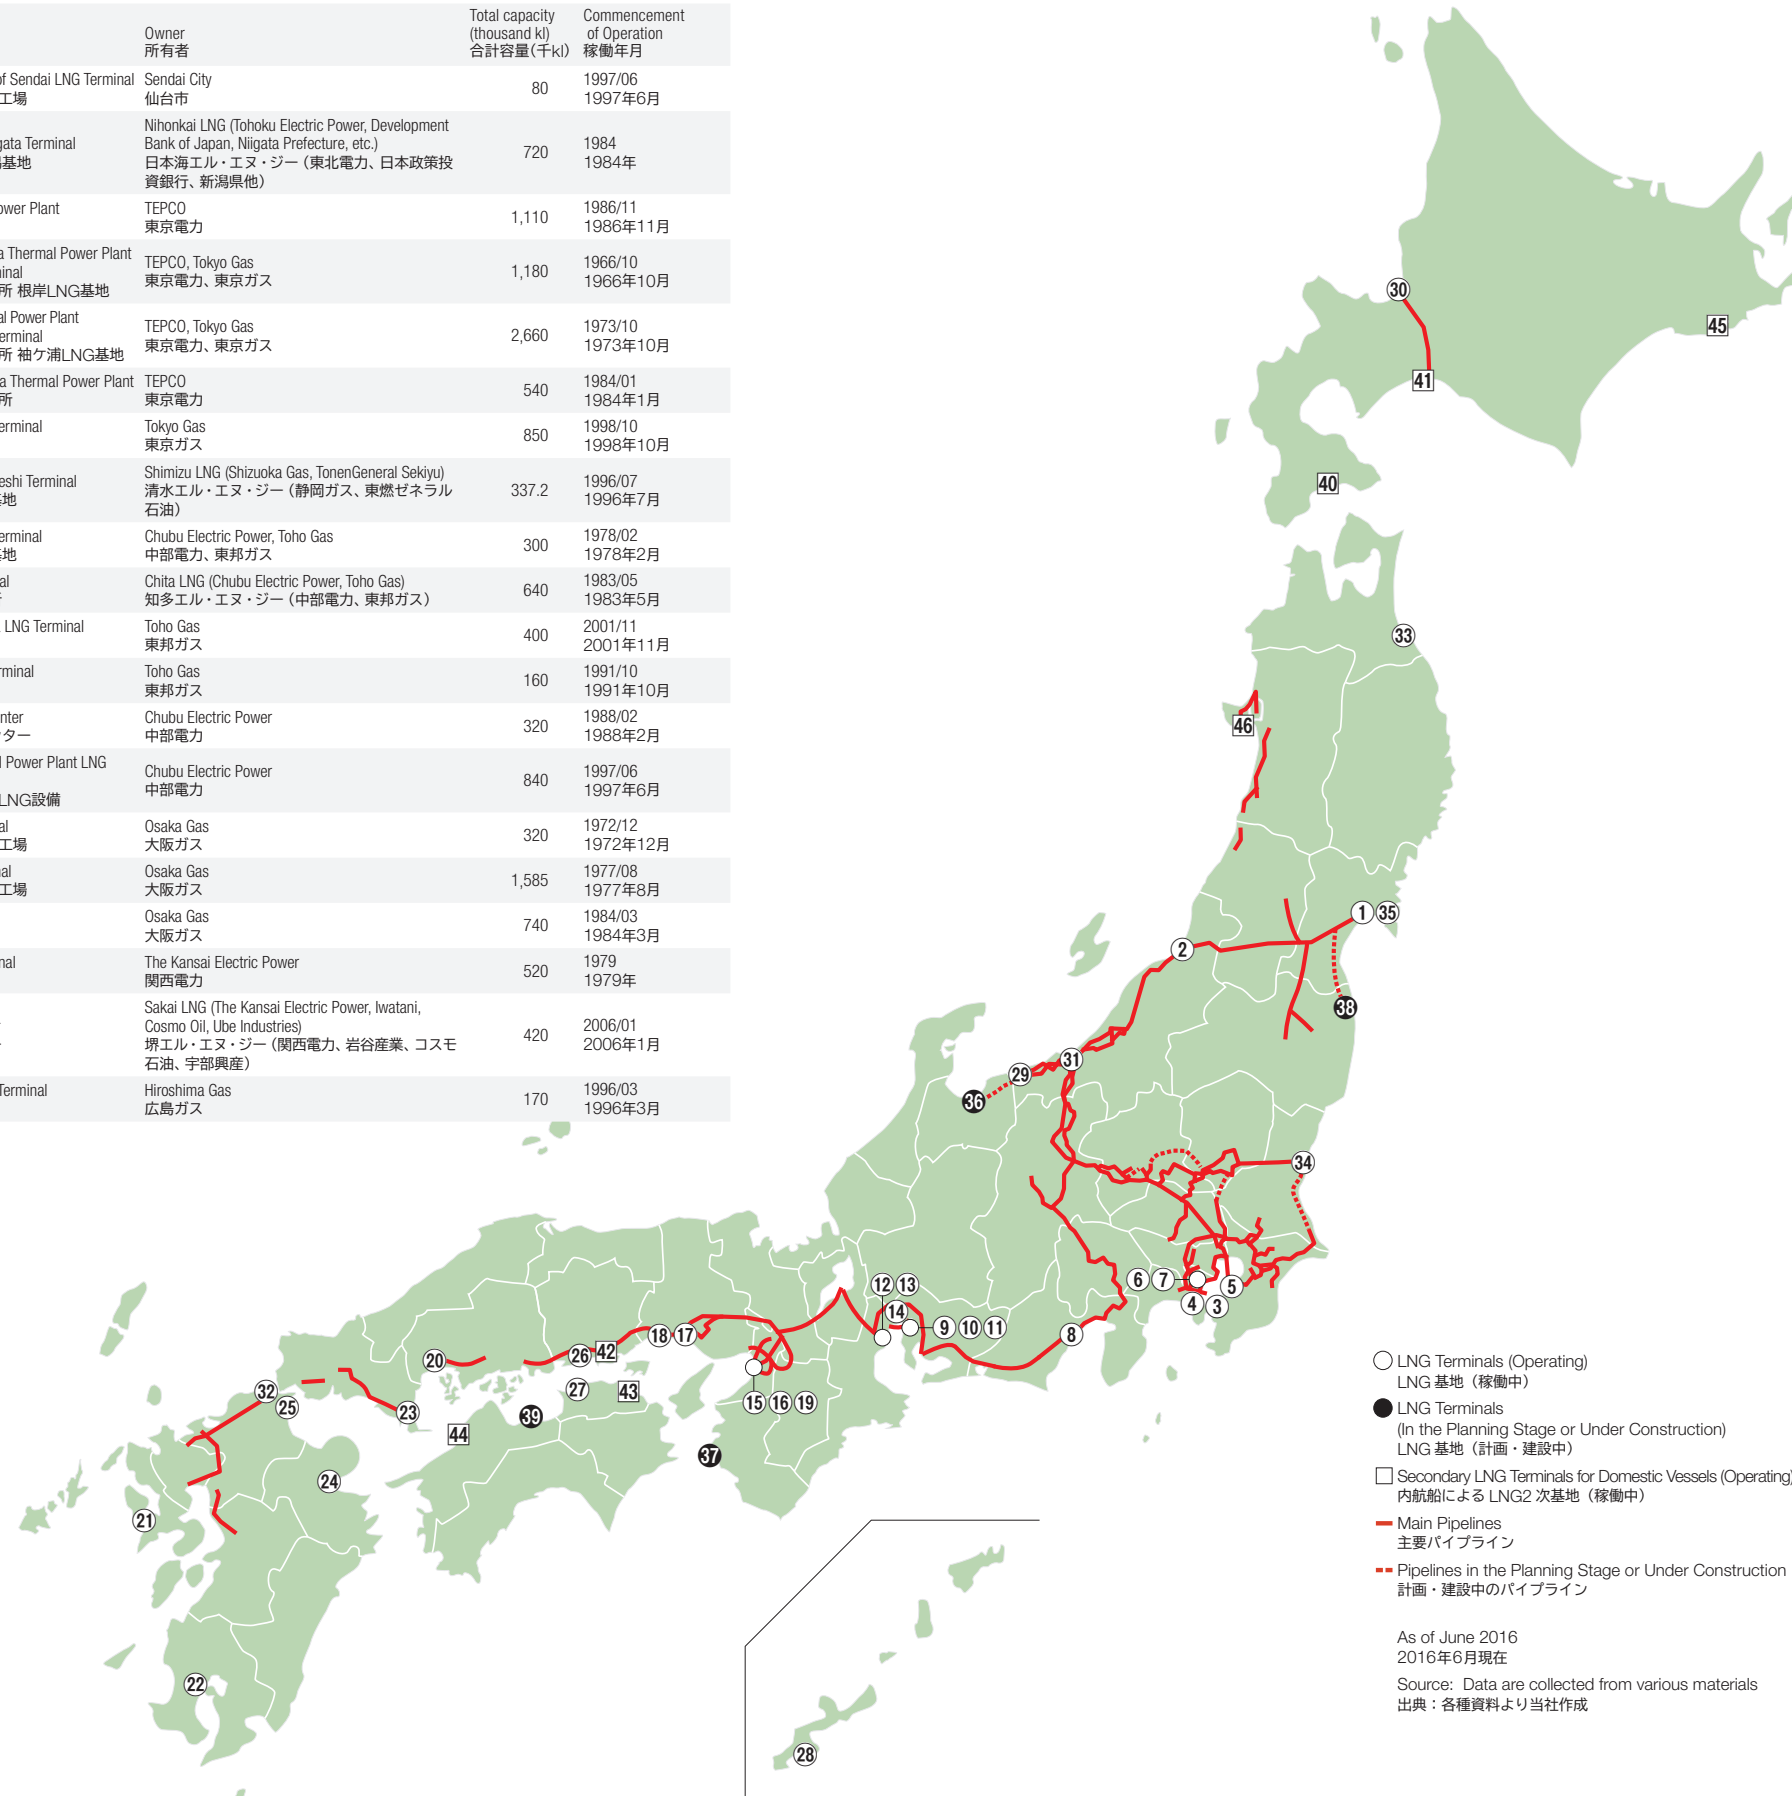 Owner
所有者
Total capacity
(thousand kl)
合計容量(千kl)
Commencement
of Operation
稼働年月
of Sendai LNG Terminal
工場
Sendai City
仙台市
80
1997/06
1997年6月
gata Terminal
基地
Nihonkai LNG (Tohoku Electric Power, Development
Bank of Japan, Niigata Prefecture, etc.)
日本海エル・エヌ・ジー（東北電力、日本政策投
資銀行、新潟県他）
720
1984
1984年
ower Plant
TEPCO
東京電力
1,110
1986/11
1986年11月
a Thermal Power Plant
ninal
所 根岸LNG基地
TEPCO, Tokyo Gas
東京電力、東京ガス
1,180
1966/10
1966年10月
al Power Plant
erminal
所 袖ケ浦LNG基地
TEPCO, Tokyo Gas
東京電力、東京ガス
2,660
1973/10
1973年10月
a Thermal Power Plant
所
TEPCO
東京電力
540
1984/01
1984年1月
erminal
Tokyo Gas
東京ガス
850
1998/10
1998年10月
eshi Terminal
基地
Shimizu LNG (Shizuoka Gas, TonenGeneral Sekiyu)
清水エル・エヌ・ジー（静岡ガス、東燃ゼネラル
石油）
337.2
1996/07
1996年7月
erminal
基地
Chubu Electric Power, Toho Gas
中部電力、東邦ガス
300
1978/02
1978年2月
al
Chita LNG (Chubu Electric Power, Toho Gas)
知多エル・エヌ・ジー（中部電力、東邦ガス）
640
1983/05
1983年5月
LNG Terminal
Toho Gas
東邦ガス
400
2001/11
2001年11月
rminal
Toho Gas
東邦ガス
160
1991/10
1991年10月
nter
ター
Chubu Electric Power
中部電力
320
1988/02
1988年2月
l Power Plant LNG
LNG設備
Chubu Electric Power
中部電力
840
1997/06
1997年6月
al
工場
Osaka Gas
大阪ガス
320
1972/12
1972年12月
nal
工場
Osaka Gas
大阪ガス
1,585
1977/08
1977年8月
Osaka Gas
大阪ガス
740
1984/03
1984年3月
nal
The Kansai Electric Power
関西電力
520
1979
1979年
Sakai LNG (The Kansai Electric Power, Iwatani,
Cosmo Oil, Ube Industries)
堺エル・エヌ・ジー（関西電力、岩谷産業、コスモ
石油、宇部興産）
420
2006/01
2006年1月
Terminal
Hiroshima Gas
広島ガス
170
1996/03
1996年3月
30
45
41
40
33
46
1 35
2
38
31
29
36
34
12 13
6 7
5
4 3
14
9 10 11
8
18 17
26 42
20
27 43
32
25
23
39
15 16 19
44
37
24
21
22
28
LNG Terminals (Operating)
LNG 基地（稼働中）
LNG Terminals
(In the Planning Stage or Under Construction)
LNG 基地（計画・建設中）
Secondary LNG Terminals for Domestic Vessels (Operating)
内航船による LNG2 次基地（稼働中）
Main Pipelines
主要パイプライン
Pipelines in the Planning Stage or Under Construction
計画・建設中のパイプライン
As of June 2016
2016年6月現在
Source: Data are collected from various materials
出典：各種資料より当社作成